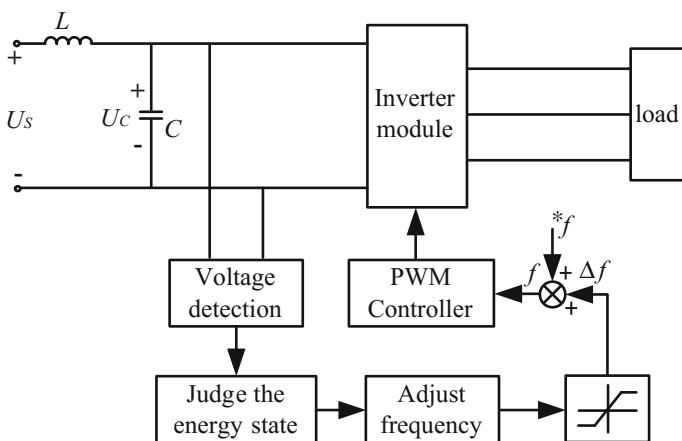 L
+
+
Us
Uc
C
-
-
Inverter
module
load
*f
f
+
Δf
+
Voltage
detection
PWM
Controller
Judge the
energy state
Adjust
frequency